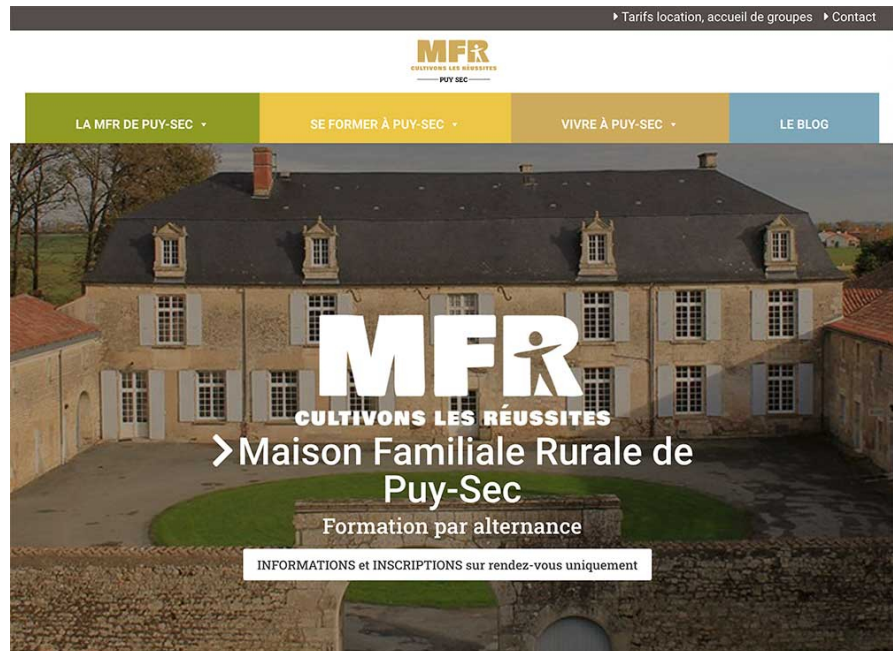 Tarifs location, accueil de groupes Contact
MFR
CULTIVONS LES RÉUSSITES
PUY SEC
LA MFR DE PUY-SEC
SE FORMER À PUY-SEC
VIVRE À PUY-SEC
LE BLOG
MFR
CULTIVONS LES RÉUSSITES
Maison Familiale Rurale de
Puy-Sec
Formation par alternance
INFORMATIONS et INSCRIPTIONS sur rendez-vous uniquement